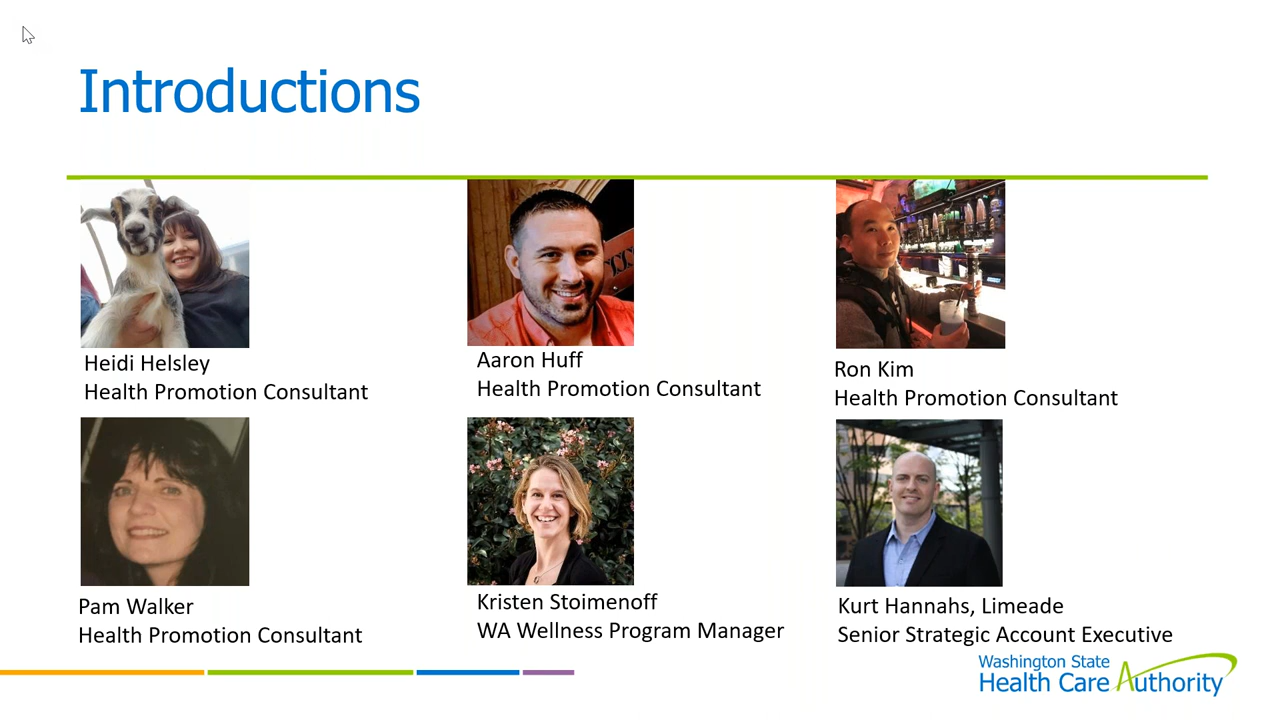 Introductions
Heidi Helsley
Health Promotion Consultant
Aaron Huff
Health Promotion Consultant
Ron Kim
Health Promotion Consultant
Pam Walker
Health Promotion Consultant
Kristen Stoimenoff
WA Wellness Program Manager
Kurt Hannahs, Limeade
Senior Strategic Account Executive
Washington State
Health Care Authority